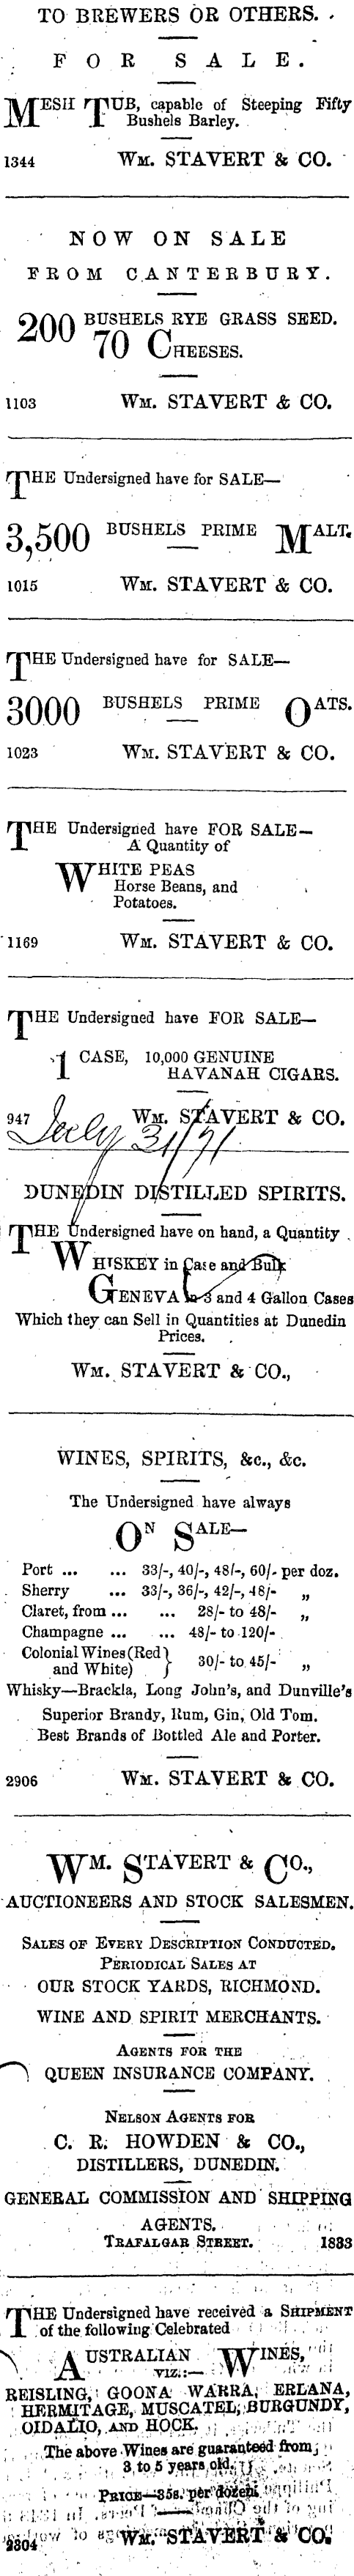 TO BREWERS OR OTHERS.
FOR SALE.
MESH TUB, capable of Steeping Fifty
Bushels Barley.
1344 WM. STAVERT & CO.
NOW ON SALE
FROM CANTERBURY.
200 BUSHELS RYE GRASS SEED.
70 CHEESES.
1103 WM. STAVERT & CO.
THE Undersigned have for SALE—
3,500 BUSHELS PRIME MALT.
1015 WM. STAVERT & CO.
THE Undersigned have for SALE—
3000 BUSHELS PRIME OATS.
1023 WM. STAVERT & CO.
THE Undersigned have FOR SALE—
A Quantity of
WHITE PEAS
Horse Beans, and
Potatoes.
1169 WM. STAVERT & CO.
THE Undersigned have FOR SALE—
1 CASE, 10,000 GENUINE
HAVANAH CIGARS.
947 WM. STAVERT & CO.
July 31/71
DUNEDIN DISTILLED SPIRITS.
THE Undersigned have on hand, a Quantity
WHISKEY in Case and Bulk
GENEVA in 3 and 4 Gallon Cases
Which they can Sell in Quantities at Dunedin
Prices.
WM. STAVERT & CO.,
WINES, SPIRITS, &c., &c.
The Undersigned have always
ON SALE—
Port ... ... 33/-, 40/-, 48/-, 60/- per doz.
Sherry ... 33/-, 36/-, 42/-, 48/- „
Claret, from ... ... 28/- to 48/- „
Champagne ... ... 48/- to 120/-
Colonial Wines (Red
and White) } 30/- to 45/- „
Whisky—Brackla, Long John's, and Dunville's
Superior Brandy, Rum, Gin, Old Tom.
Best Brands of Bottled Ale and Porter.
2906 WM. STAVERT & CO.
WM. STAVERT & CO.,
AUCTIONEERS AND STOCK SALESMEN.
SALES OF EVERY DESCRIPTION CONDUCTED.
PERIODICAL SALES AT
OUR STOCK YARDS, RICHMOND.
WINE AND SPIRIT MERCHANTS.
AGENTS FOR THE
QUEEN INSURANCE COMPANY.
NELSON AGENTS FOR
C. R. HOWDEN & CO.,
DISTILLERS, DUNEDIN.
GENERAL COMMISSION AND SHIPPING
AGENTS.
TRAFALGAR STREET. 1833
THE Undersigned have received a SHIPMENT
of the following Celebrated
AUSTRALIAN WINES,
VIZ.:—
REISLING, GOONA WARRA, ERLANA,
HERMITAGE, MUSCATEL, BURGUNDY,
OIDALIO, AND HOCK.
The above Wines are guaranteed from
3 to 5 years old.
PRICE—35s. per dozen.
2304 WM. STAVERT & CO.